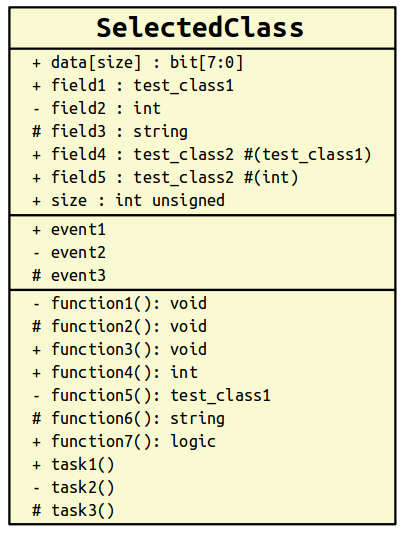 SelectedClass
+ data[size] : bit[7:0]
+ field1 : test_class1
- field2 : int
# field3 : string
+ field4 : test_class2 #(test_class1)
+ field5 : test_class2 #(int)
+ size : int unsigned
+ event1
- event2
# event3
- function1(): void
# function2(): void
+ function3(): void
+ function4(): int
- function5(): test_class1
# function6(): string
+ function7(): logic
+ task1()
- task2()
# task3()